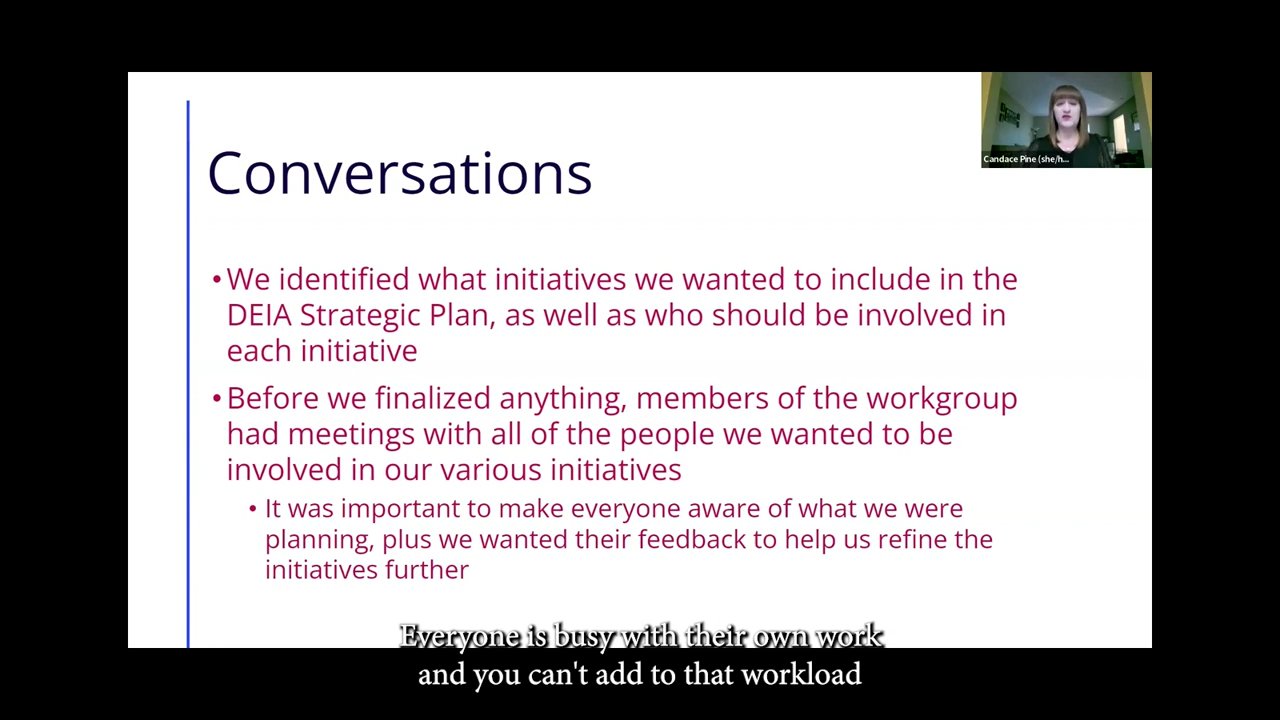 Candace Pine (she/h...
Conversations
• We identified what initiatives we wanted to include in the
DEIA Strategic Plan, as well as who should be involved in
each initiative
• Before we finalized anything, members of the workgroup
had meetings with all of the people we wanted to be
involved in our various initiatives
• It was important to make everyone aware of what we were
planning, plus we wanted their feedback to help us refine the
initiatives further
Everyone is busy with their own work
and you can't add to that workload